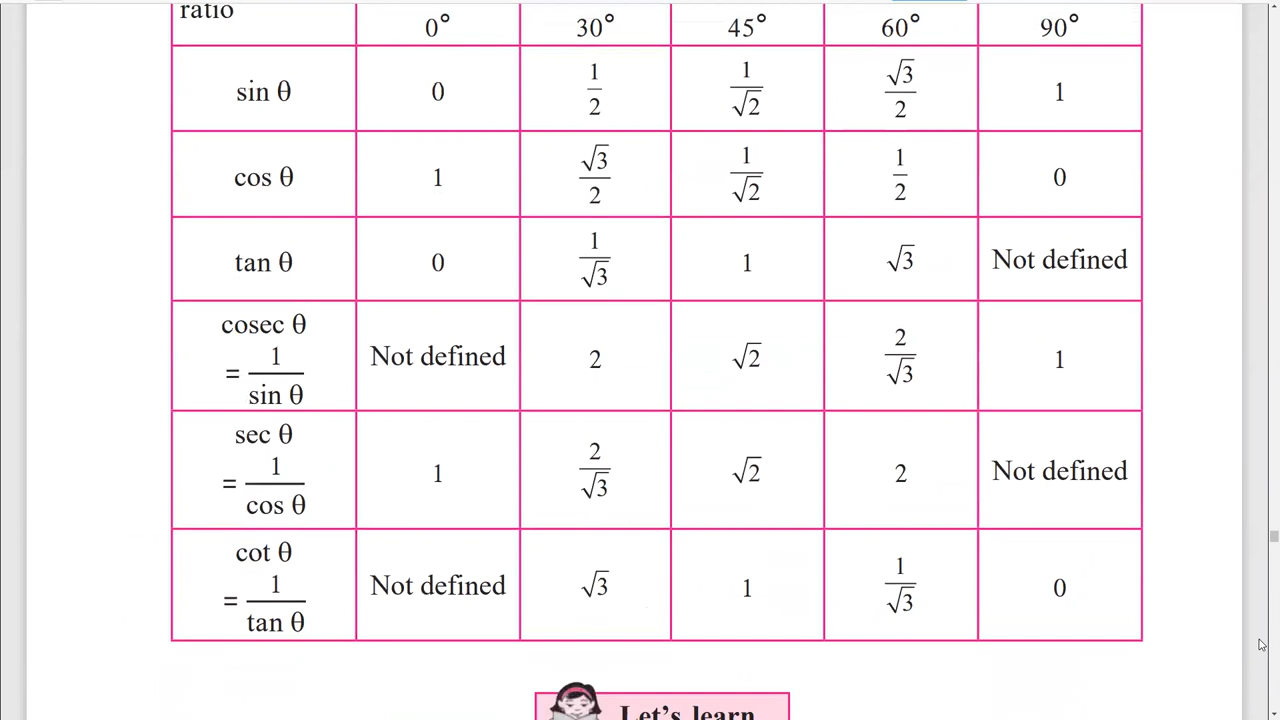 ratio
0° 30° 45° 60° 90°
sin θ 0 1/2 1/√2 √3/2 1
cos θ 1 √3/2 1/√2 1/2 0
tan θ 0 1/√3 1 √3 Not defined
cosec θ = 1/sin θ Not defined 2 √2 2/√3 1
sec θ = 1/cos θ 1 2/√3 √2 2 Not defined
cot θ = 1/tan θ Not defined √3 1 1/√3 0
Let's learn